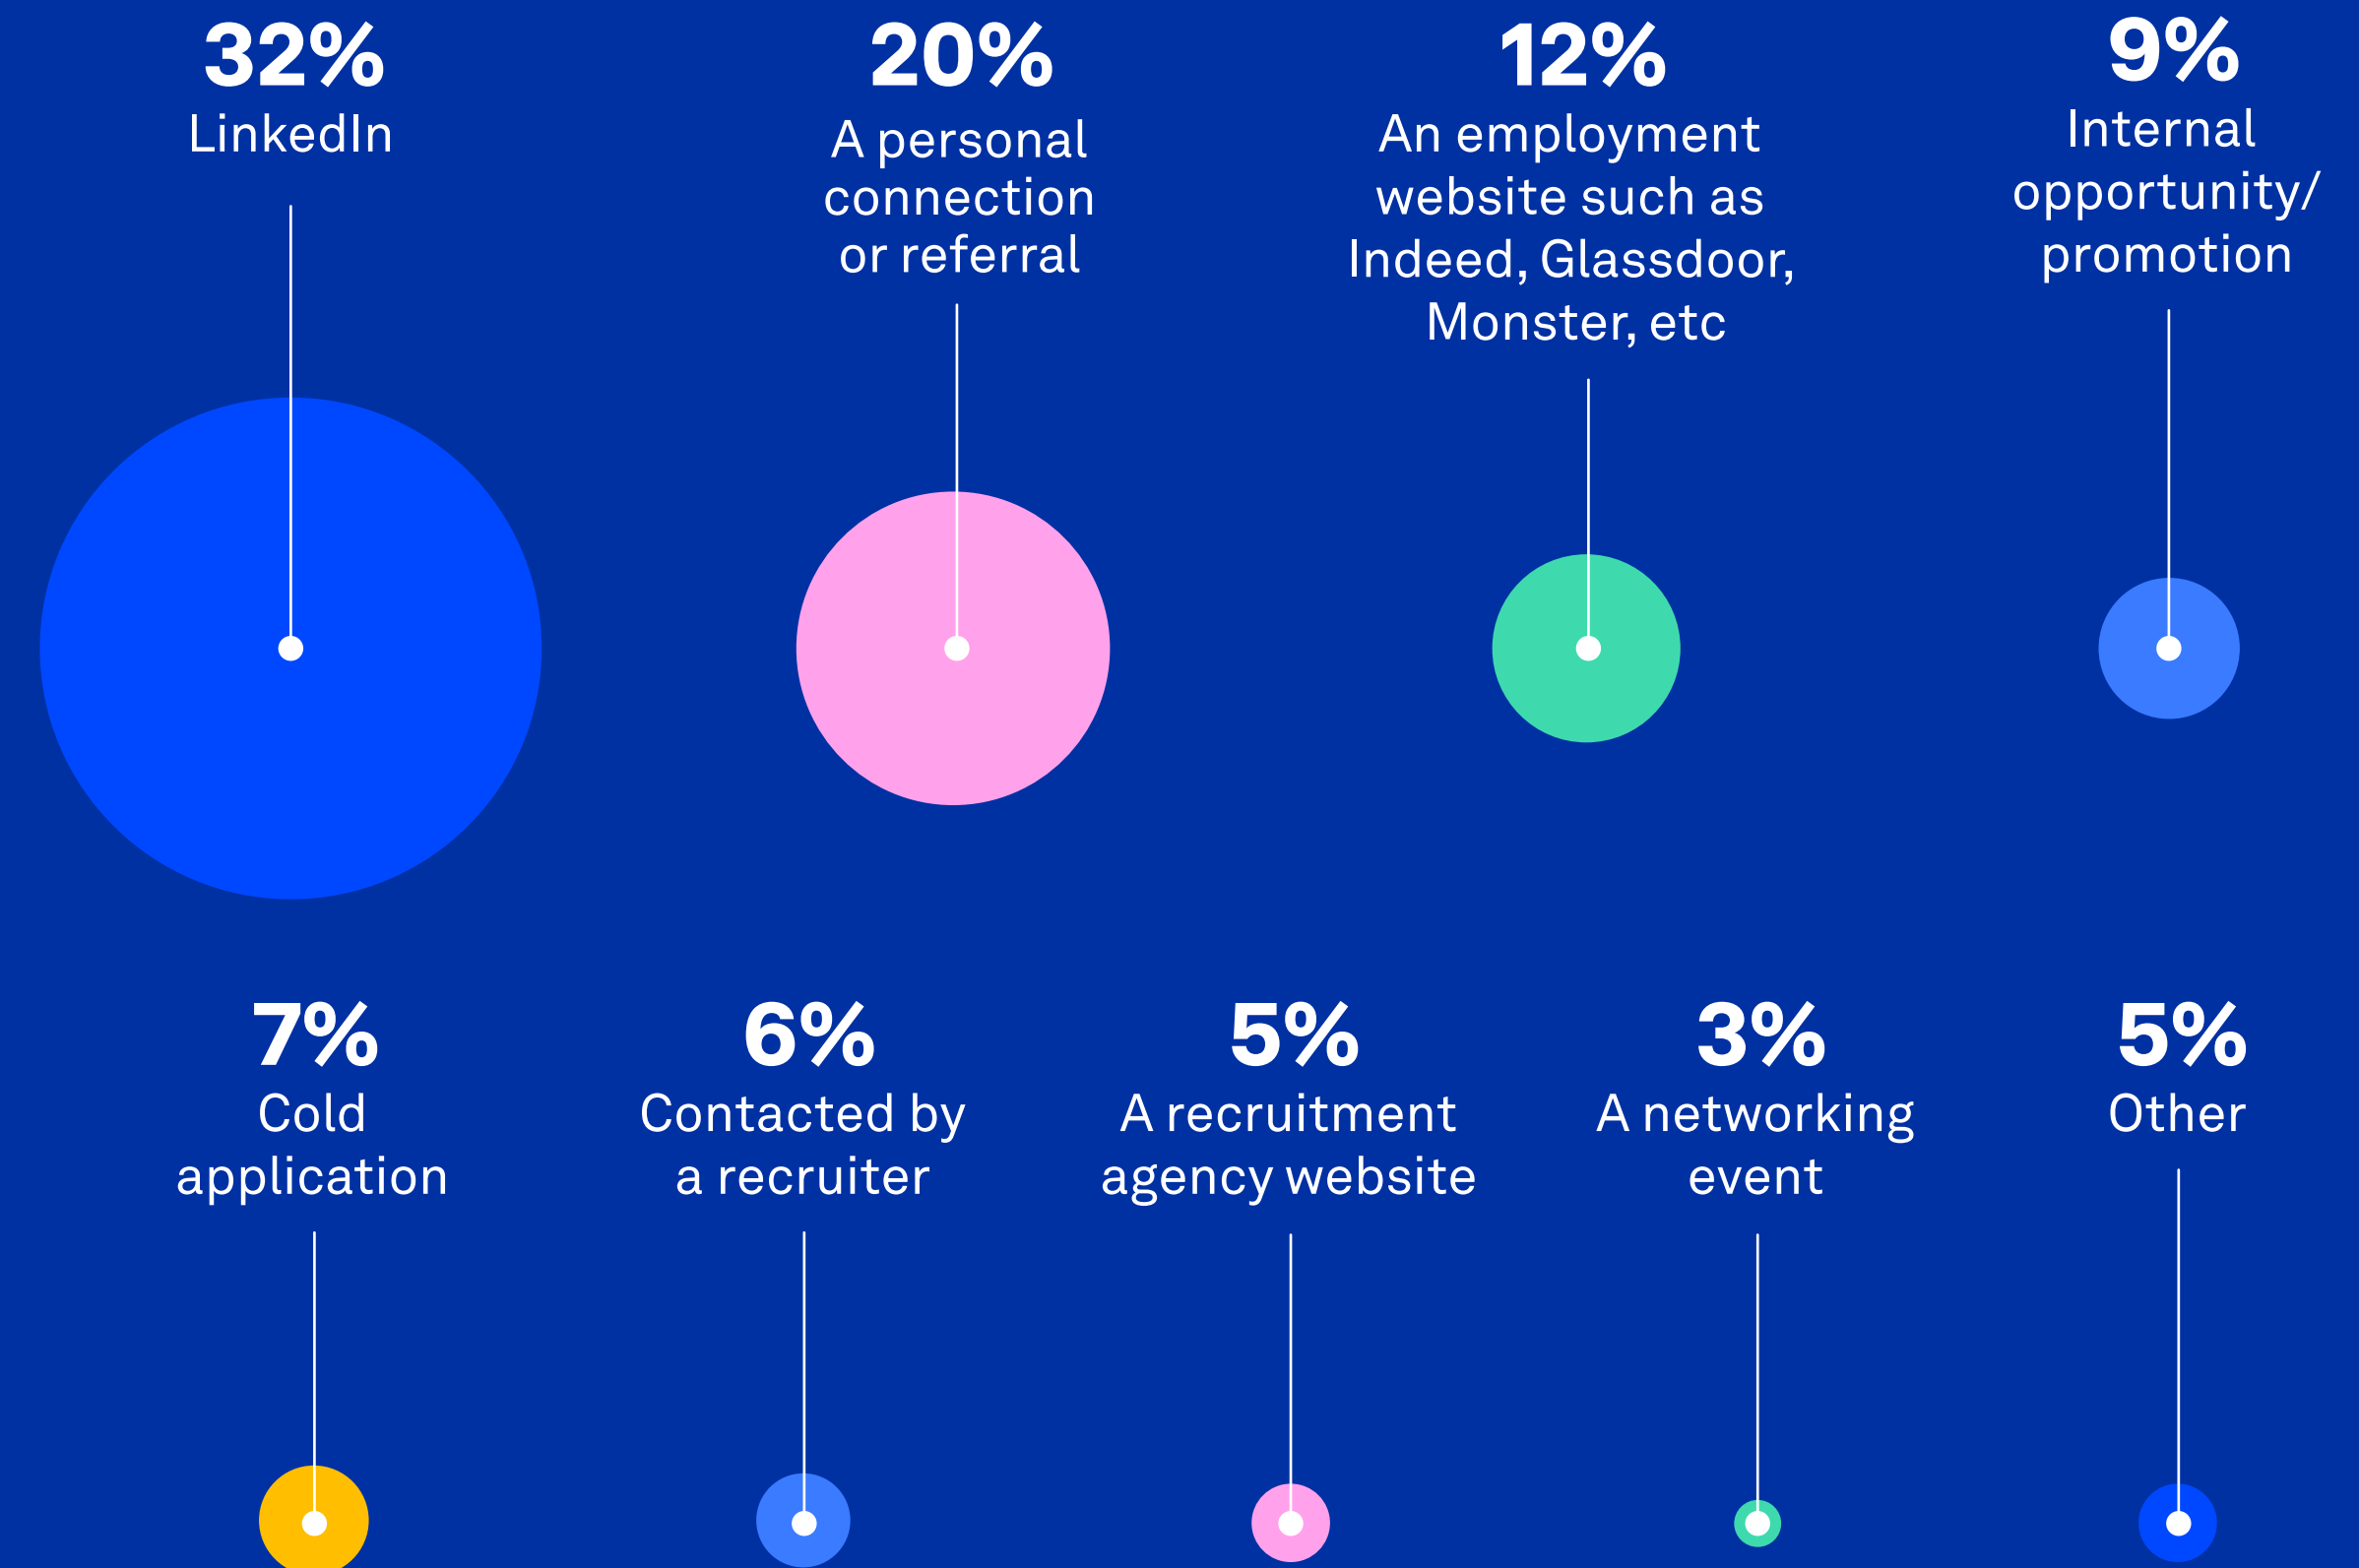 32%
LinkedIn
20%
A personal
connection
or referral
12%
An employment
website such as
Indeed, Glassdoor,
Monster, etc
9%
Internal
opportunity/
promotion
7%
Cold
application
6%
Contacted by
a recruiter
5%
A recruitment
agency website
3%
A networking
event
5%
Other